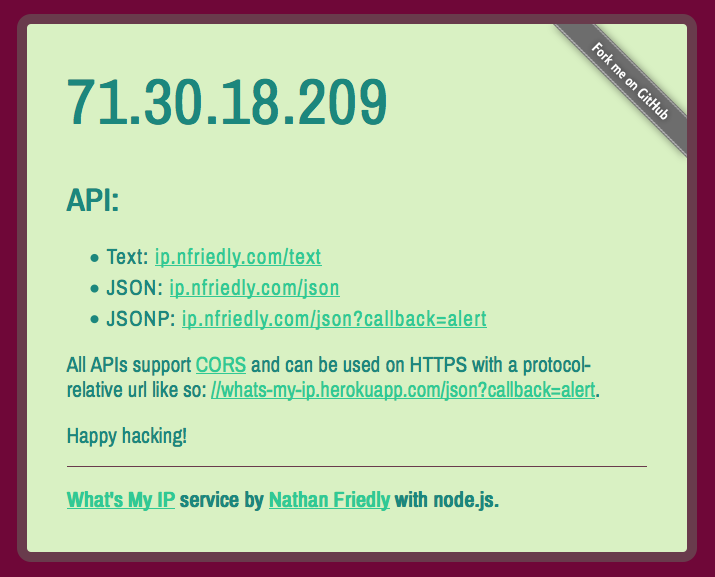 71.30.18.209
Fork me on GitHub
API:
• Text: ip.nfriedly.com/text
• JSON: ip.nfriedly.com/json
• JSONP: ip.nfriedly.com/json?callback=alert
All APIs support CORS and can be used on HTTPS with a protocol-
relative url like so: //whats-my-ip.herokuapp.com/json?callback=alert.
Happy hacking!
What's My IP service by Nathan Friedly with node.js.